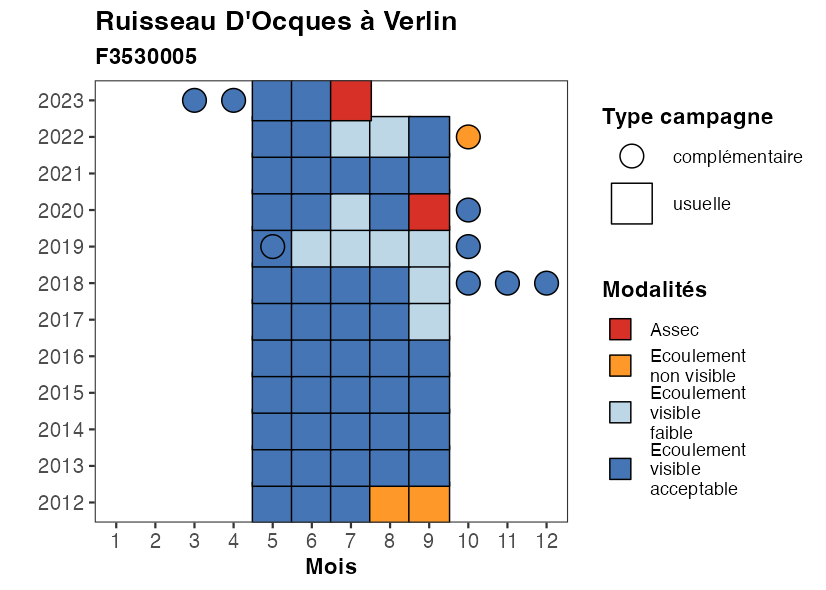 Ruisseau D'Ocques à Verlin
F3530005
2023
2022
2021
2020
2019
2018
2017
2016
2015
2014
2013
2012
1 2 3 4 5 6 7 8 9 10 11 12
Mois
Type campagne
complémentaire
usuelle
Modalités
Assec
Ecoulement
non visible
Ecoulement
visible
faible
Ecoulement
visible
acceptable